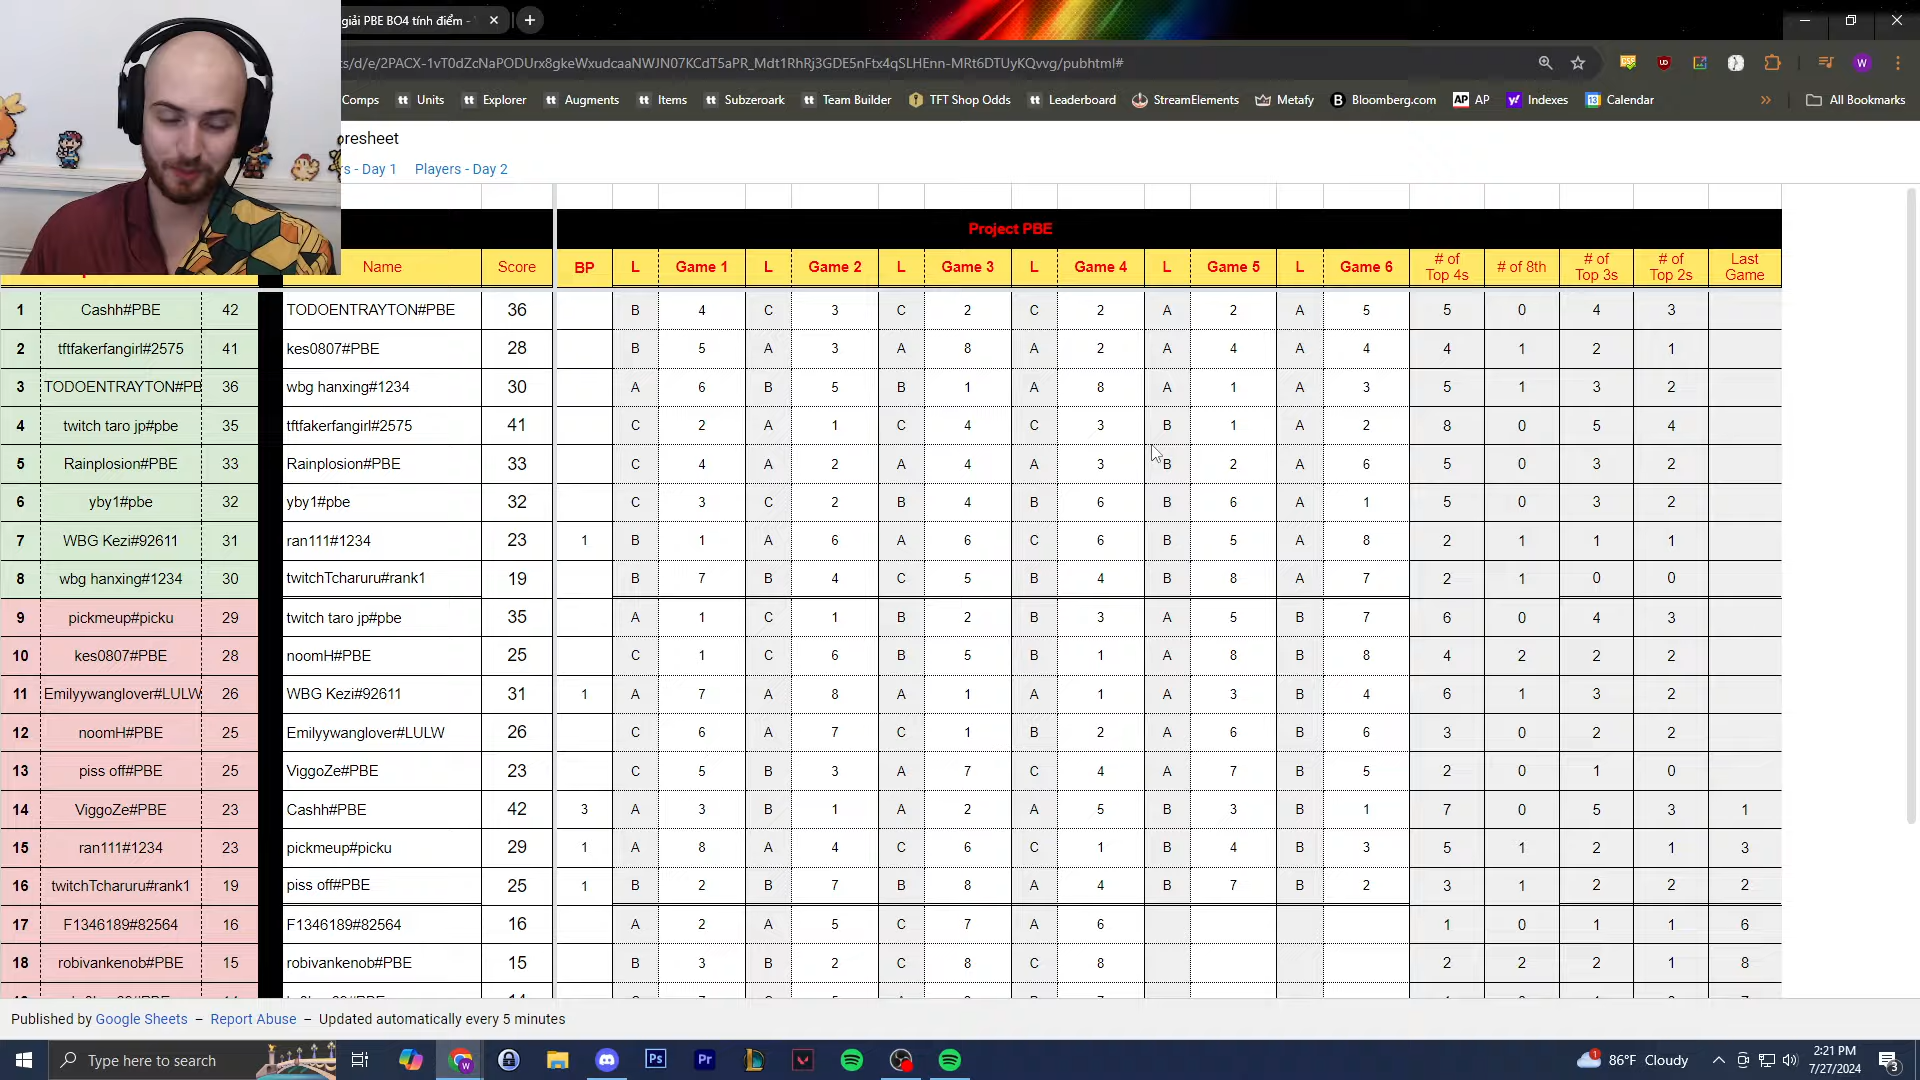 giải PBE BO4 tính điểm -
ts/d/e/2PACX-1vT0dZcNaPODUrx8gkeWxudcaaNWJN07KCdT5aPR_Mdt1RhRj3GDE5nFtx4qSLHEnn-MRt6DTUyKQvvg/pubhtml#
Comps Units Explorer Augments Items Subzeroark Team Builder TFT Shop Odds Leaderboard StreamElements Metafy Bloomberg.com AP Indexes Calendar » All Bookmarks
oresheet
rs - Day 1 Players - Day 2
Project PBE
Name Score BP L Game 1 L Game 2 L Game 3 L Game 4 L Game 5 L Game 6 # of Top 4s # of 8th # of Top 3s # of Top 2s Last Game
1 Cashh#PBE 42 TODOENTRAYTON#PBE 36 B 4 C 3 C 2 C 2 A 2 A 5 5 0 4 3
2 tftfakerfangirl#2575 41 kes0807#PBE 28 B 5 A 3 A 8 A 2 A 4 A 4 4 1 2 1
3 TODOENTRAYTON#PB 36 wbg hanxing#1234 30 A 6 B 5 B 1 A 8 A 1 A 3 5 1 3 2
4 twitch taro jp#pbe 35 tftfakerfangirl#2575 41 C 2 A 1 C 4 C 3 B 1 A 2 8 0 5 4
5 Rainplosion#PBE 33 Rainplosion#PBE 33 C 4 A 2 A 4 A 3 B 2 A 6 5 0 3 2
6 yby1#pbe 32 yby1#pbe 32 C 3 C 2 B 4 B 6 B 6 A 1 5 0 3 2
7 WBG Kezi#92611 31 ran111#1234 23 1 B 1 A 6 A 6 C 6 B 5 A 8 2 1 1 1
8 wbg hanxing#1234 30 twitchTcharuru#rank1 19 B 7 B 4 C 5 B 4 B 8 A 7 2 1 0 0
9 pickmeup#picku 29 twitch taro jp#pbe 35 A 1 C 1 B 2 B 3 A 5 B 7 6 0 4 3
10 kes0807#PBE 28 noomH#PBE 25 C 1 C 6 B 5 B 1 A 8 B 8 4 2 2 2
11 Emilyywanglover#LULW 26 WBG Kezi#92611 31 1 A 7 A 8 A 1 A 1 A 3 B 4 6 1 3 2
12 noomH#PBE 25 Emilyywanglover#LULW 26 C 6 A 7 C 1 B 2 A 6 B 6 3 0 2 2
13 piss off#PBE 25 ViggoZe#PBE 23 C 5 B 3 A 7 C 4 A 7 B 5 2 0 1 0
14 ViggoZe#PBE 23 Cashh#PBE 42 3 A 3 B 1 A 2 A 5 B 3 B 1 7 0 5 3 1
15 ran111#1234 23 pickmeup#picku 29 1 A 8 A 4 C 6 C 1 B 4 B 3 5 1 2 1 3
16 twitchTcharuru#rank1 19 piss off#PBE 25 1 B 2 B 7 B 8 A 4 B 7 B 2 3 1 2 2 2
17 F1346189#82564 16 F1346189#82564 16 A 2 A 5 C 7 A 6 1 0 1 1 6
18 robivankenob#PBE 15 robivankenob#PBE 15 B 3 B 2 C 8 C 8 2 2 2 1 8
Published by Google Sheets – Report Abuse – Updated automatically every 5 minutes
Type here to search 86°F Cloudy 2:21 PM
7/27/2024 3